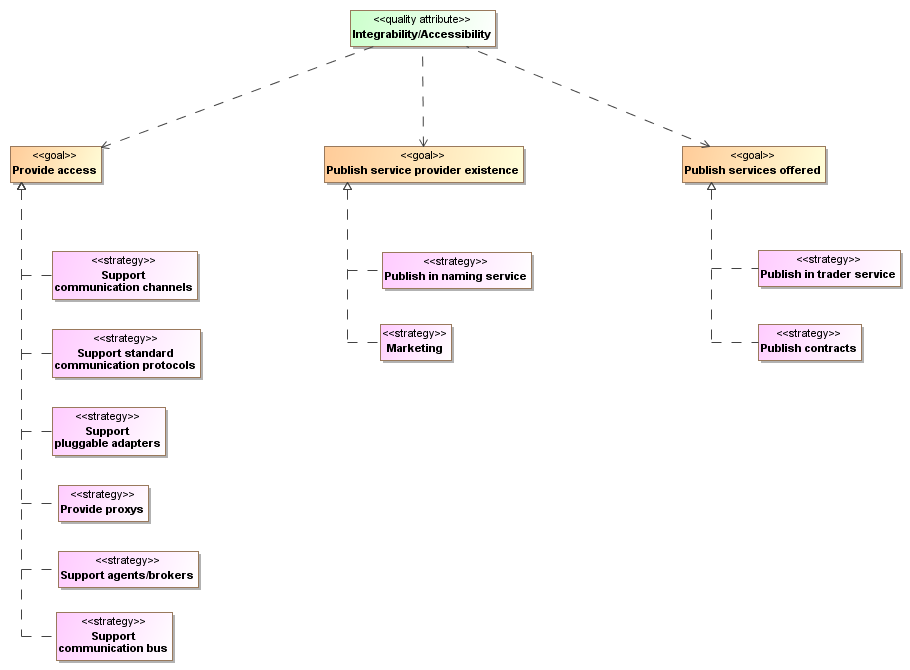 <<quality attribute>>
Integrability/Accessibility
<<goal>>
Provide access
<<goal>>
Publish service provider existence
<<goal>>
Publish services offered
<<strategy>>
Support
communication channels
<<strategy>>
Support standard
communication protocols
<<strategy>>
Support
pluggable adapters
<<strategy>>
Provide proxys
<<strategy>>
Support agents/brokers
<<strategy>>
Support
communication bus
<<strategy>>
Publish in naming service
<<strategy>>
Marketing
<<strategy>>
Publish in trader service
<<strategy>>
Publish contracts